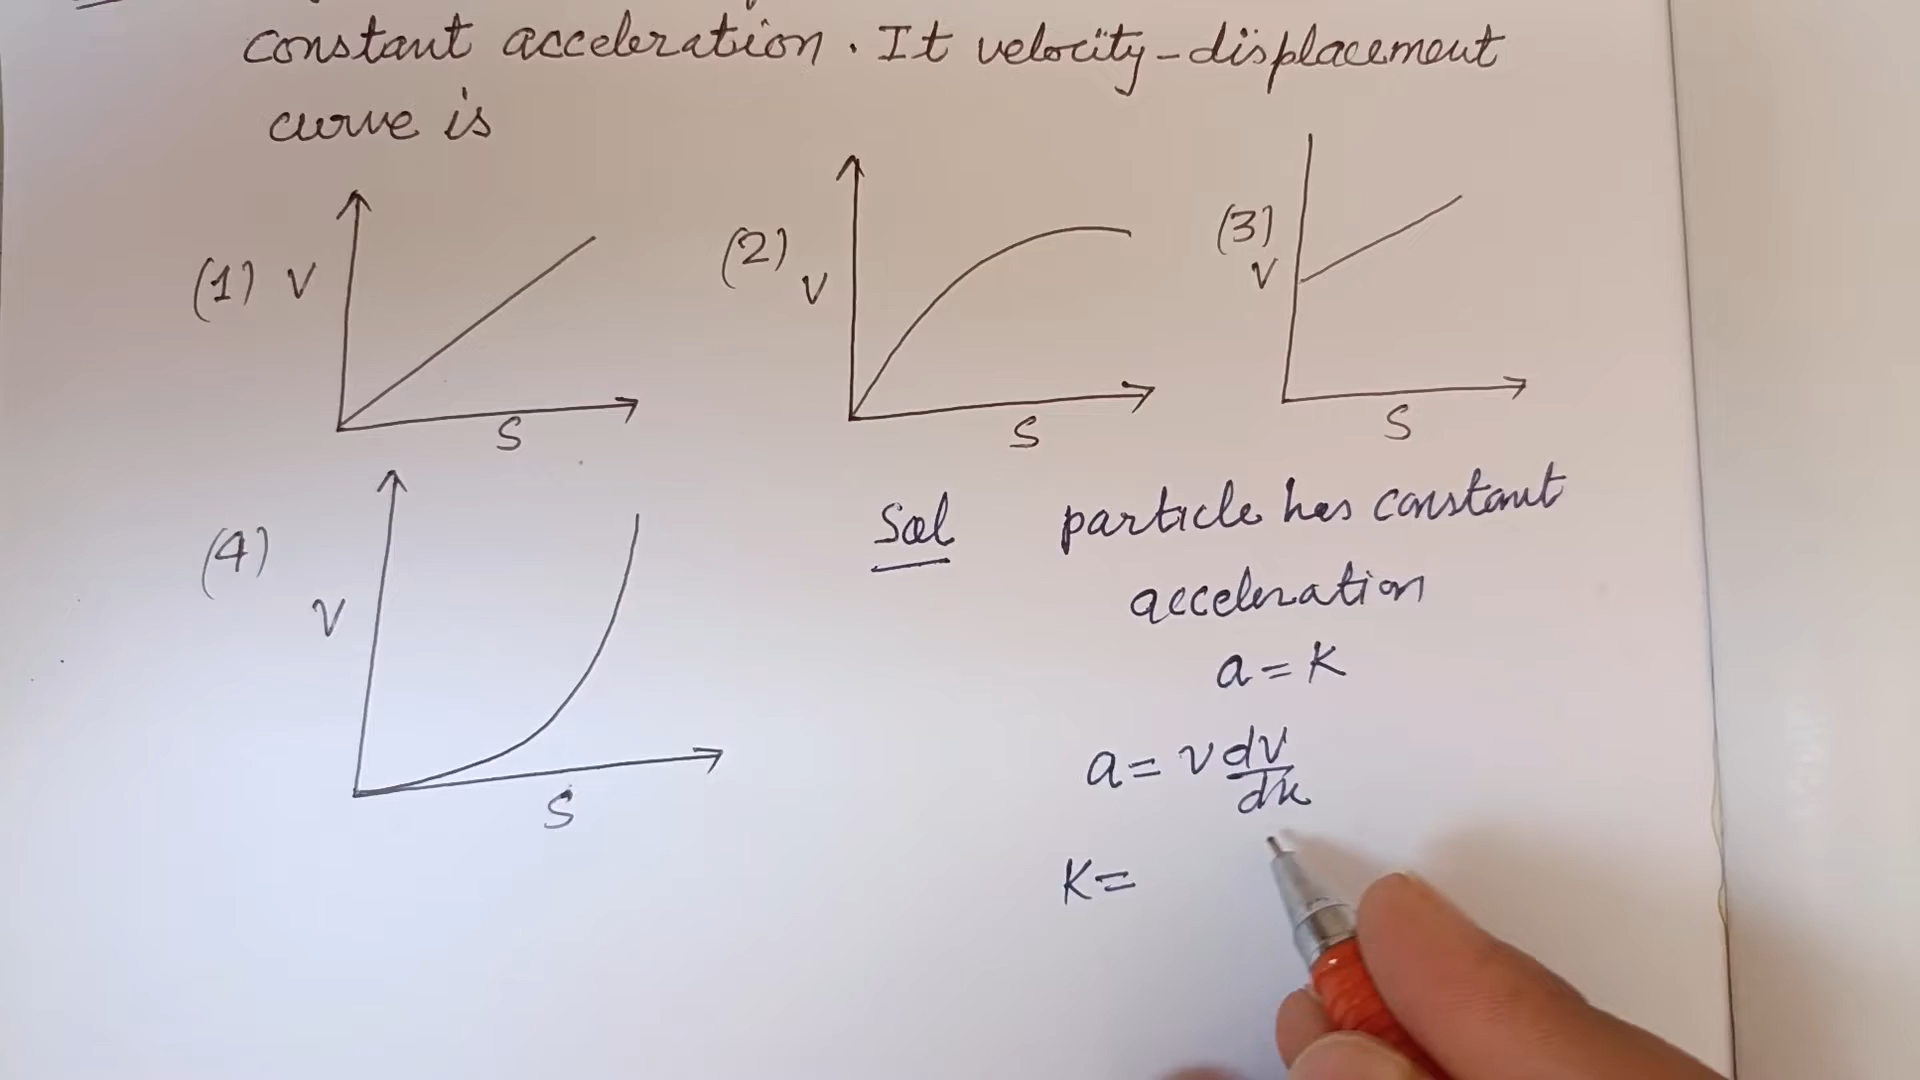 constant acceleration. It velocity-displacement
curve is
(1) V
S
(2) V
S
(3) V
S
(4) V
S
Sol particle has constant
acceleration
a = K
a = v dv/dx
K =